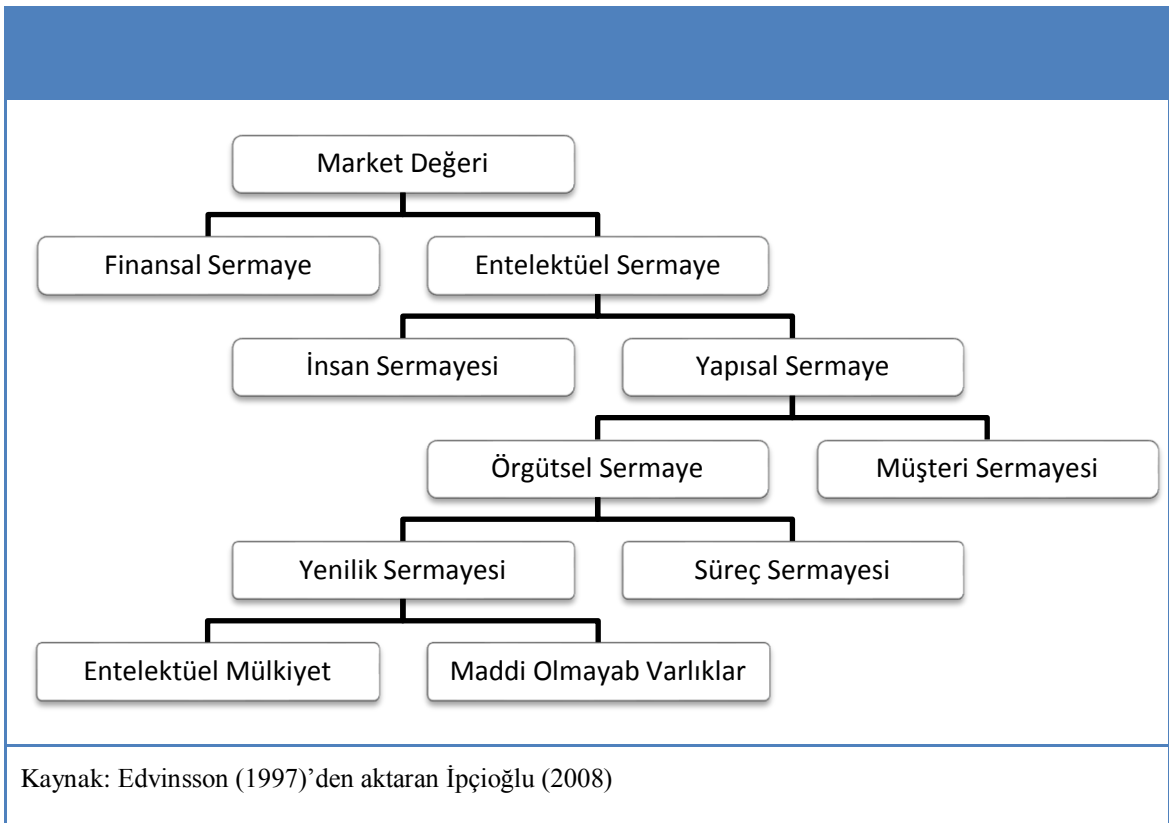 Market Değeri
Finansal Sermaye
Entelektüel Sermaye
İnsan Sermayesi
Yapısal Sermaye
Örgütsel Sermaye
Müşteri Sermayesi
Yenilik Sermayesi
Süreç Sermayesi
Entelektüel Mülkiyet
Maddi Olmayab Varlıklar
Kaynak: Edvinsson (1997)’den aktaran İpçioğlu (2008)